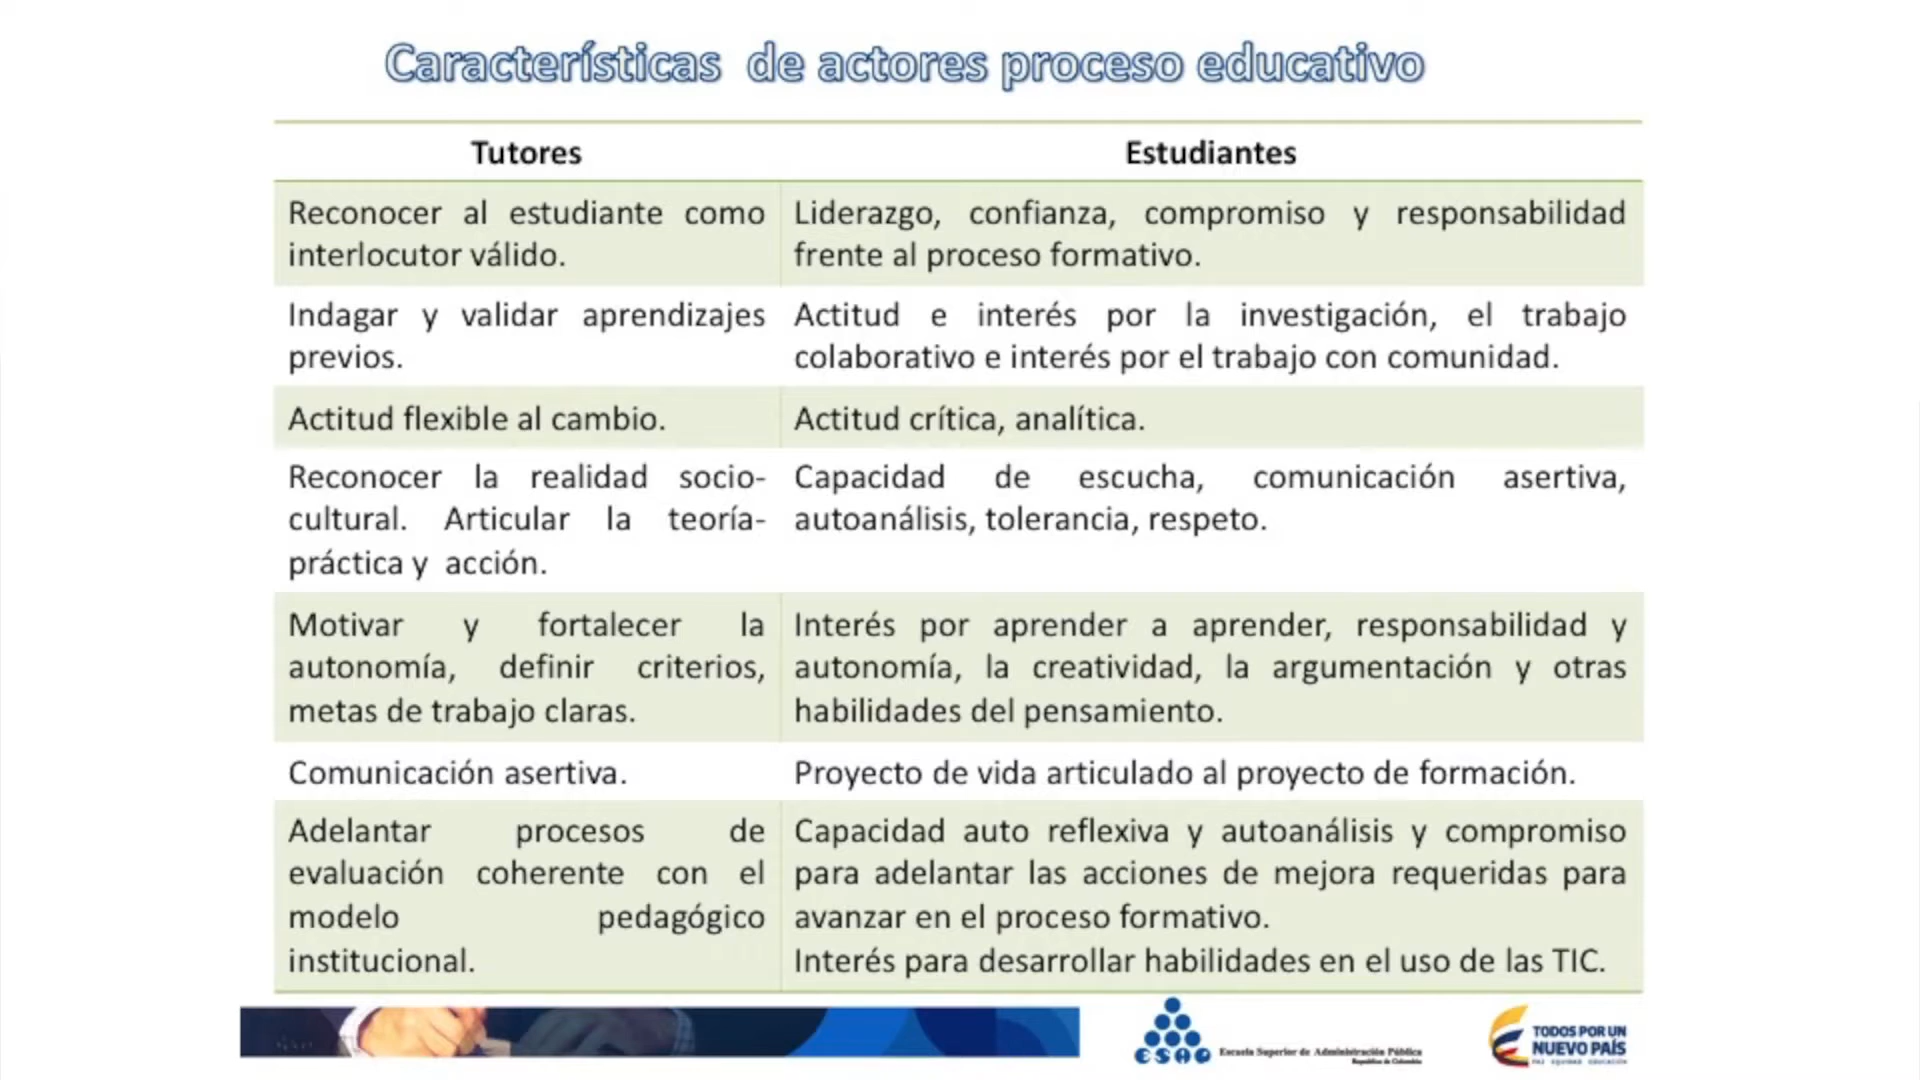 Características de actores proceso educativo
Tutores
Estudiantes
Reconocer al estudiante como
interlocutor válido.
Liderazgo, confianza, compromiso y responsabilidad
frente al proceso formativo.
Indagar y validar aprendizajes
previos.
Actitud e interés por la investigación, el trabajo
colaborativo e interés por el trabajo con comunidad.
Actitud flexible al cambio.
Actitud crítica, analítica.
Reconocer la realidad socio-
cultural. Articular la teoría-
práctica y acción.
Capacidad de escucha, comunicación asertiva,
autoanálisis, tolerancia, respeto.
Motivar y fortalecer la
autonomía, definir criterios,
metas de trabajo claras.
Interés por aprender a aprender, responsabilidad y
autonomía, la creatividad, la argumentación y otras
habilidades del pensamiento.
Comunicación asertiva.
Proyecto de vida articulado al proyecto de formación.
Adelantar procesos de
evaluación coherente con el
modelo pedagógico
institucional.
Capacidad auto reflexiva y autoanálisis y compromiso
para adelantar las acciones de mejora requeridas para
avanzar en el proceso formativo.
Interés para desarrollar habilidades en el uso de las TIC.
ESAP
Escuela Superior de Administración Pública
República de Colombia
TODOS POR UN
NUEVO PAÍS
PAZ EQUIDAD EDUCACIÓN